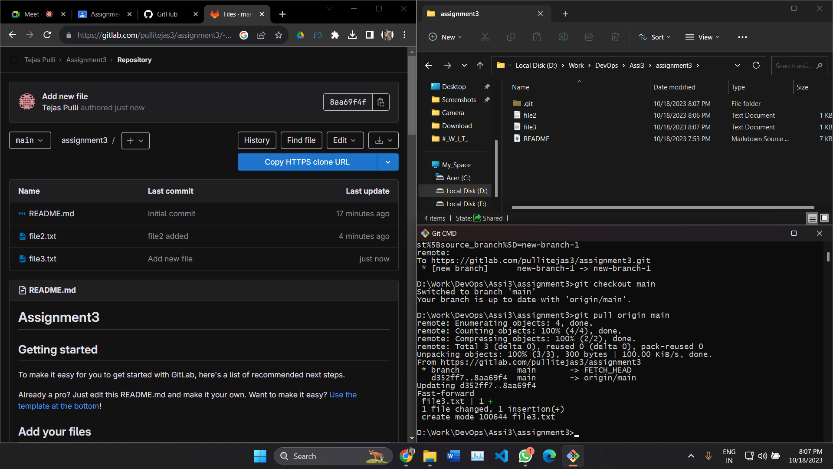 Meet
Assignmen
GitHub
Files · mai
https://gitlab.com/pullitejas3/assignment3/-...
Tejas Pulli
Assignment3
Repository
Add new file
Tejas Pulli authored just now
8aa69f4f
main
assignment3 /
+
History
Find file
Edit
Copy HTTPS clone URL
Name
Last commit
Last update
README.md
Initial commit
17 minutes ago
file2.txt
file2 added
4 minutes ago
file3.txt
Add new file
just now
README.md
Assignment3
Getting started
To make it easy for you to get started with GitLab, here's a list of recommended next steps.
Already a pro? Just edit this README.md and make it your own. Want to make it easy? Use the
template at the bottom!
Add your files
assignment3
New
Sort
View
Local Disk (D:)
Work
DevOps
Assi3
assignment3
Search assi...
Desktop
Screenshots
Camera
Download
#_W_I_T_
My_Space
Acer (C:)
Local Disk (D:)
Local Disk (E:)
Name
Date modified
Type
Size
.git
10/18/2023 8:07 PM
File folder
file2
10/18/2023 8:06 PM
Text Document
1 KB
file3
10/18/2023 8:07 PM
Text Document
1 KB
README
10/18/2023 7:53 PM
Markdown Source ...
7 KB
4 items
State:
Shared
Git CMD
st%5Bsource_branch%5D=new-branch-1
remote:
To https://gitlab.com/pullitejas3/assignment3.git
* [new branch] new-branch-1 -> new-branch-1
D:\Work\DevOps\Assi3\assignment3>git checkout main
Switched to branch 'main'
Your branch is up to date with 'origin/main'.
D:\Work\DevOps\Assi3\assignment3>git pull origin main
remote: Enumerating objects: 4, done.
remote: Counting objects: 100% (4/4), done.
remote: Compressing objects: 100% (2/2), done.
remote: Total 3 (delta 0), reused 0 (delta 0), pack-reused 0
Unpacking objects: 100% (3/3), 300 bytes | 100.00 KiB/s, done.
From https://gitlab.com/pullitejas3/assignment3
* branch main -> FETCH_HEAD
d352ff7..8aa69f4 main -> origin/main
Updating d352ff7..8aa69f4
Fast-forward
file3.txt | 1 +
1 file changed, 1 insertion(+)
create mode 100644 file3.txt
D:\Work\DevOps\Assi3\assignment3>
Search
ENG
IN
8:07 PM
10/18/2023